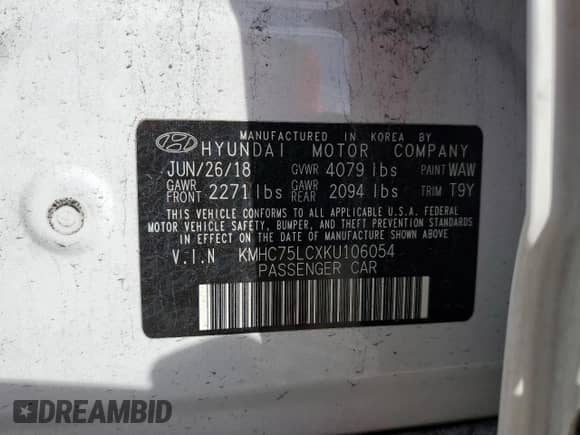 MANUFACTURED IN KOREA BY
HYUNDAI MOTOR COMPANY
JUN/26/18 GVWR 4079 lbs PAINT WAW
GAWR FRONT 2271 lbs GAWR REAR 2094 lbs TRIM T9Y
THIS VEHICLE CONFORMS TO ALL APPLICABLE U.S.A. FEDERAL
MOTOR VEHICLE SAFETY, BUMPER, AND THEFT PREVENTION STANDARDS
IN EFFECT ON THE DATE OF MANUFACTURE SHOWN ABOVE.
V.I.N KMHC75LCXKU106054
PASSENGER CAR
DREAMBID